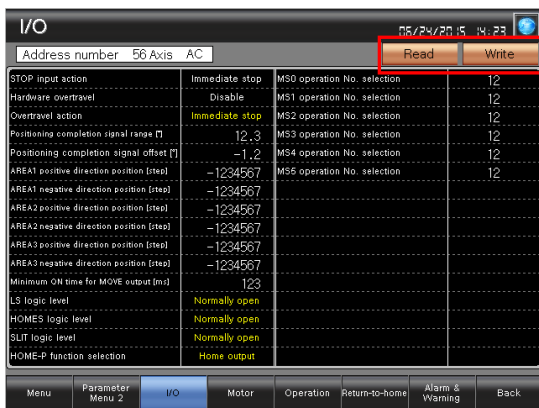 I/O
06/24/2015 14:23
Address number 56 Axis AC
Read Write
STOP input action Immediate stop MS0 operation No. selection 12
Hardware overtravel Disable MS1 operation No. selection 12
Overtravel action Immediate stop MS2 operation No. selection 12
Positioning completion signal range [°] 12.3 MS3 operation No. selection 12
Positioning completion signal offset [°] -1.2 MS4 operation No. selection 12
AREA1 positive direction position [step] -1234567 MS5 operation No. selection 12
AREA1 negative direction position [step] -1234567
AREA2 positive direction position [step] -1234567
AREA2 negative direction position [step] -1234567
AREA3 positive direction position [step] -1234567
AREA3 negative direction position [step] -1234567
Minimum ON time for MOVE output [ms] 123
LS logic level Normally open
HOMES logic level Normally open
SLIT logic level Normally open
HOME-P function selection Home output
Menu Parameter Menu 2 I/O Motor Operation Return-to-home Alarm & Warning Back